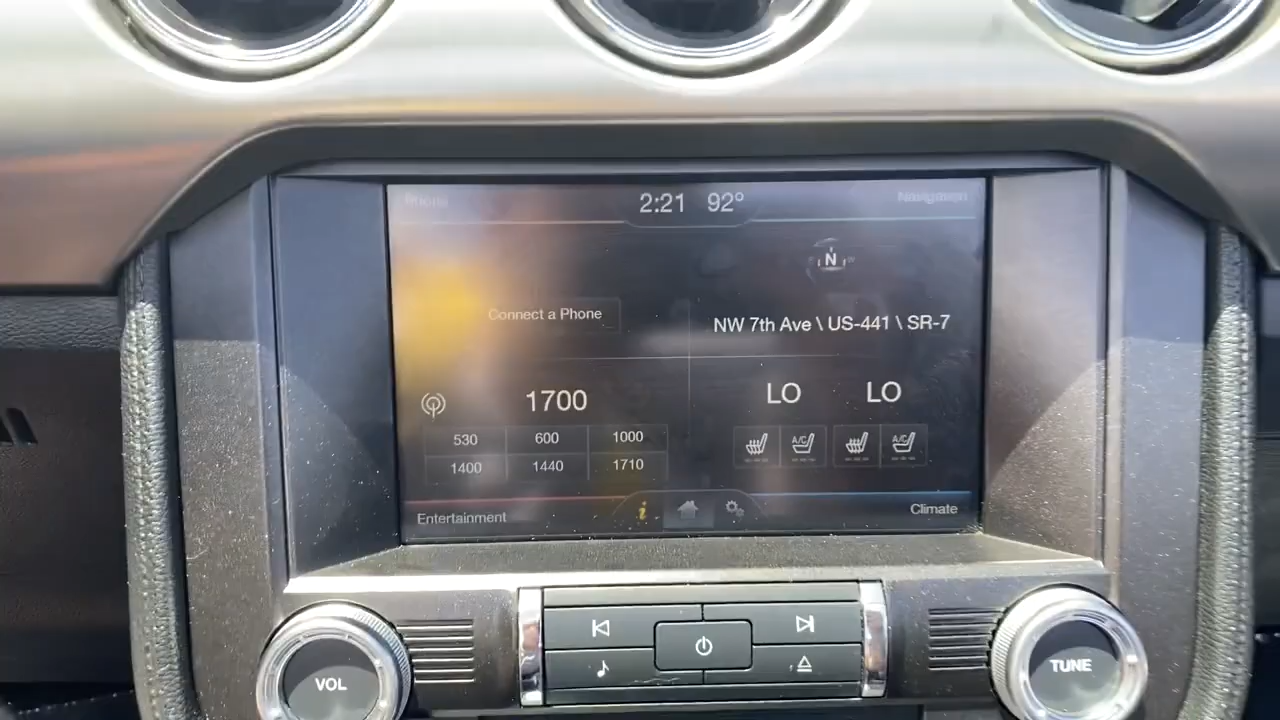 Phone 2:21 92° Navigation
N
Connect a Phone
NW 7th Ave \ US-441 \ SR-7
1700
LO LO
530 600 1000
A/C A/C
1400 1440 1710
Entertainment
i
Climate
VOL
TUNE